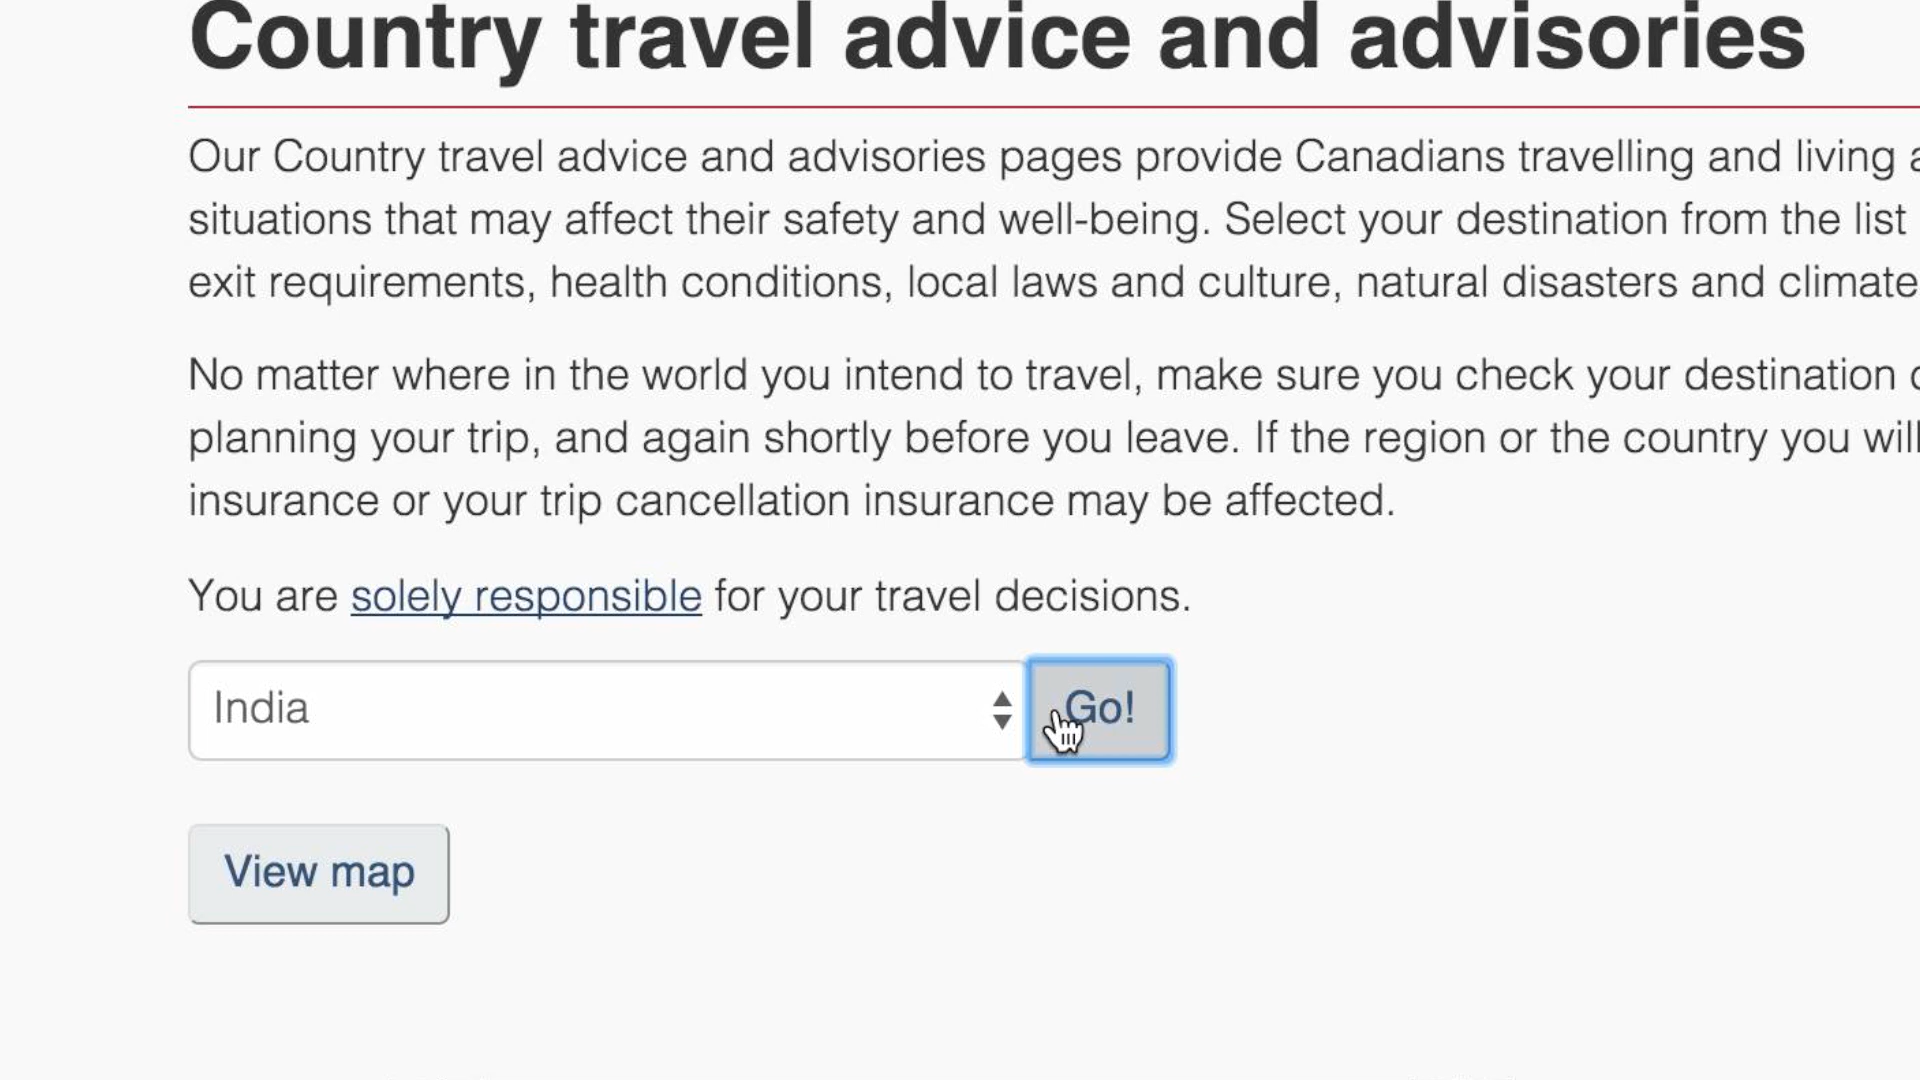 Country travel advice and advisories
Our Country travel advice and advisories pages provide Canadians travelling and living
situations that may affect their safety and well-being. Select your destination from the list
exit requirements, health conditions, local laws and culture, natural disasters and climate
No matter where in the world you intend to travel, make sure you check your destination
planning your trip, and again shortly before you leave. If the region or the country you will
insurance or your trip cancellation insurance may be affected.
You are solely responsible for your travel decisions.
India
Go!
View map